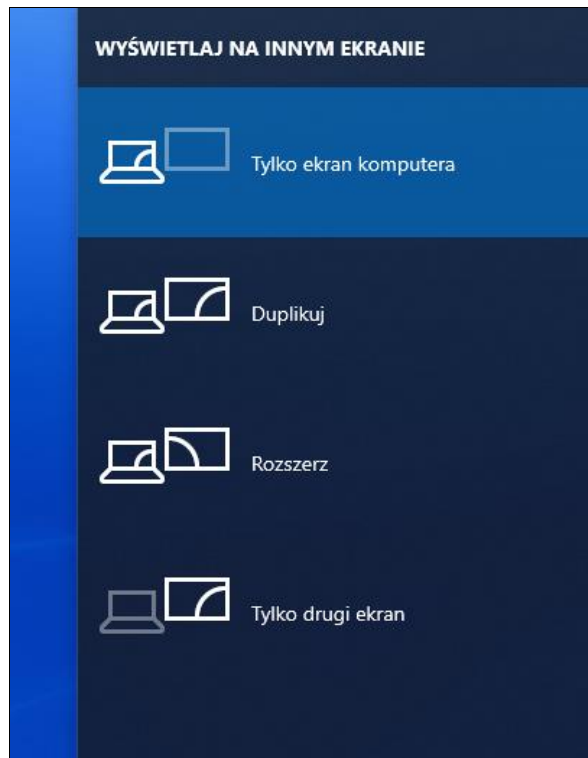 WYŚWIETLAJ NA INNYM EKRANIE
Tylko ekran komputera
Duplikuj
Rozszerz
Tylko drugi ekran